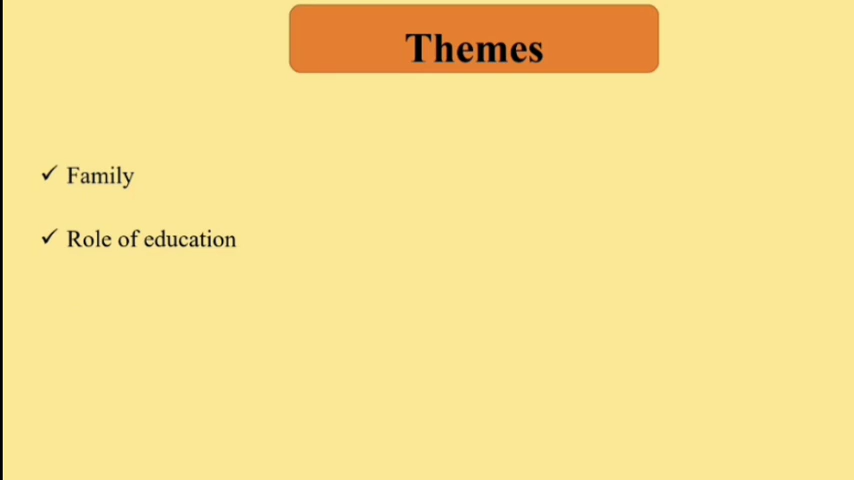 Themes
✓ Family
✓ Role of education